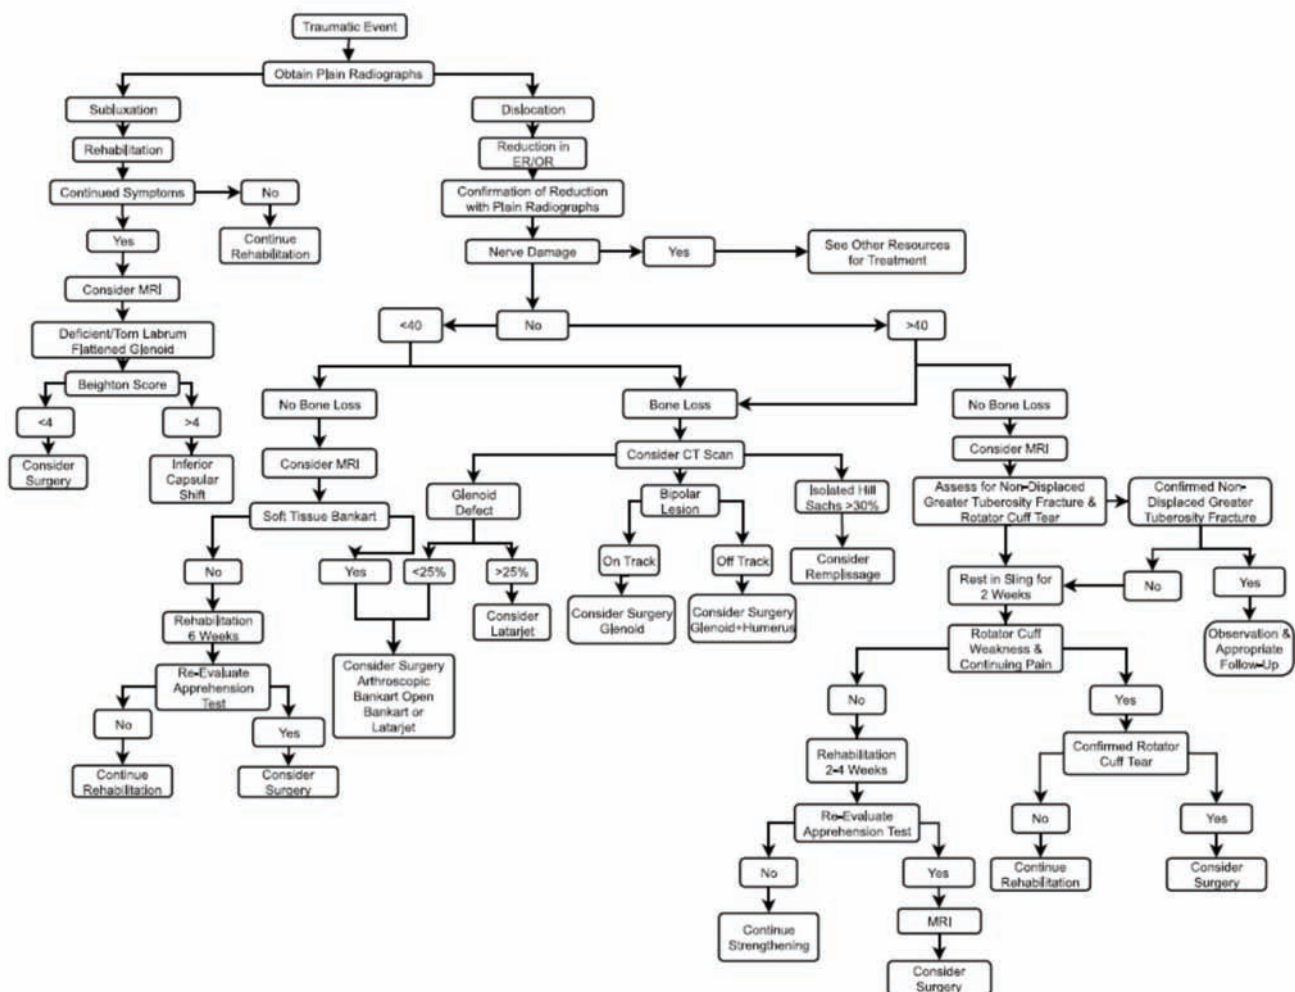 Traumatic Event
Obtain Plain Radiographs
Subluxation
Dislocation
Rehabilitation
Reduction in
ER/OR
Continued Symptoms
No
Confirmation of Reduction
with Plain Radiographs
Yes
Continue
Rehabilitation
Nerve Damage
Yes
See Other Resources
for Treatment
Consider MRI
<40
No
>40
Deficient/Torn Labrum
Flattened Glenoid
Beighton Score
<4
>4
Consider
Surgery
Inferior
Capsular
Shift
No Bone Loss
Bone Loss
No Bone Loss
Consider MRI
Consider CT Scan
Consider MRI
Soft Tissue Bankart
Glenoid
Defect
Bipolar
Lesion
Isolated Hill
Sachs >30%
Assess for Non-Displaced
Greater Tuberosity Fracture &
Rotator Cuff Tear
Confirmed Non-
Displaced Greater
Tuberosity Fracture
No
Yes
<25%
>25%
On Track
Off Track
Consider
Remplissage
Rest in Sling for
2 Weeks
No
Yes
Rehabilitation
6 Weeks
Consider
Latarjet
Consider Surgery
Glenoid
Consider Surgery
Glenoid+Humerus
Rotator Cuff
Weakness &
Continuing Pain
Observation &
Appropriate
Follow-Up
Re-Evaluate
Apprehension
Test
Consider Surgery
Arthroscopic
Bankart Open
Bankart or
Latarjet
No
Yes
No
Yes
Continue
Rehabilitation
Consider
Surgery
Rehabilitation
2-4 Weeks
Confirmed Rotator
Cuff Tear
Re-Evaluate
Apprehension Test
No
Yes
No
Yes
Continue
Rehabilitation
Consider
Surgery
Continue
Strengthening
MRI
Consider
Surgery